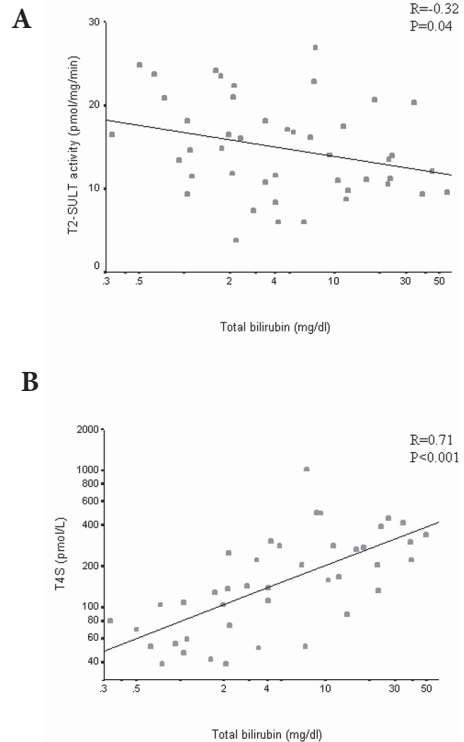 A
R=-0.32
P=0.04
30
20
10
0
T2-SULT activity (pmol/mg/min)
.3 .5 2 4 10 30 50
Total bilirubin (mg/dl)
B
R=0.71
P<0.001
2000
1000
800
600
400
200
100
80
60
40
T4S (pmol/L)
.3 .5 2 4 10 30 50
Total bilirubin (mg/dl)